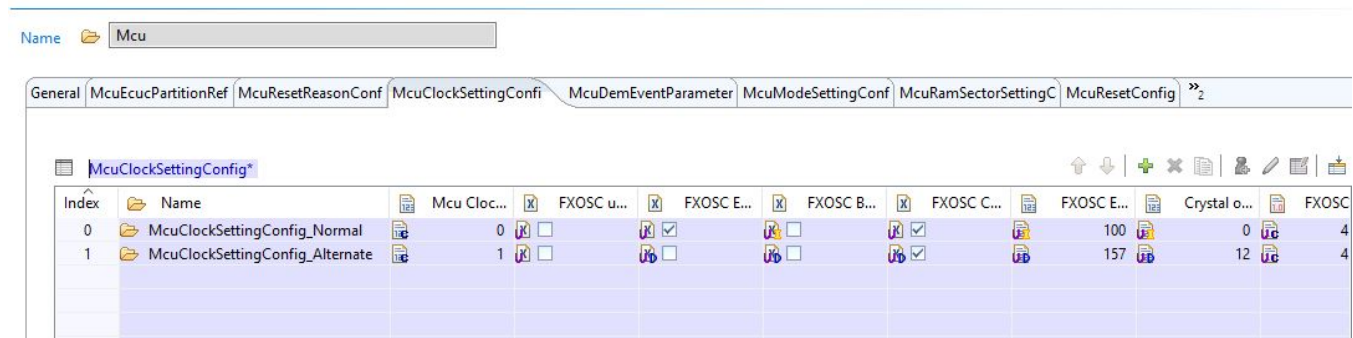 Name Mcu
General McuEcucPartitionRef McuResetReasonConf McuClockSettingConfi McuDemEventParameter McuModeSettingConf McuRamSectorSettingC McuResetConfig »2
McuClockSettingConfig*
Index Name Mcu Cloc... FXOSC u... FXOSC E... FXOSC B... FXOSC C... FXOSC E... Crystal o... FXOSC
0 McuClockSettingConfig_Normal 0 100 0 4
1 McuClockSettingConfig_Alternate 1 157 12 4